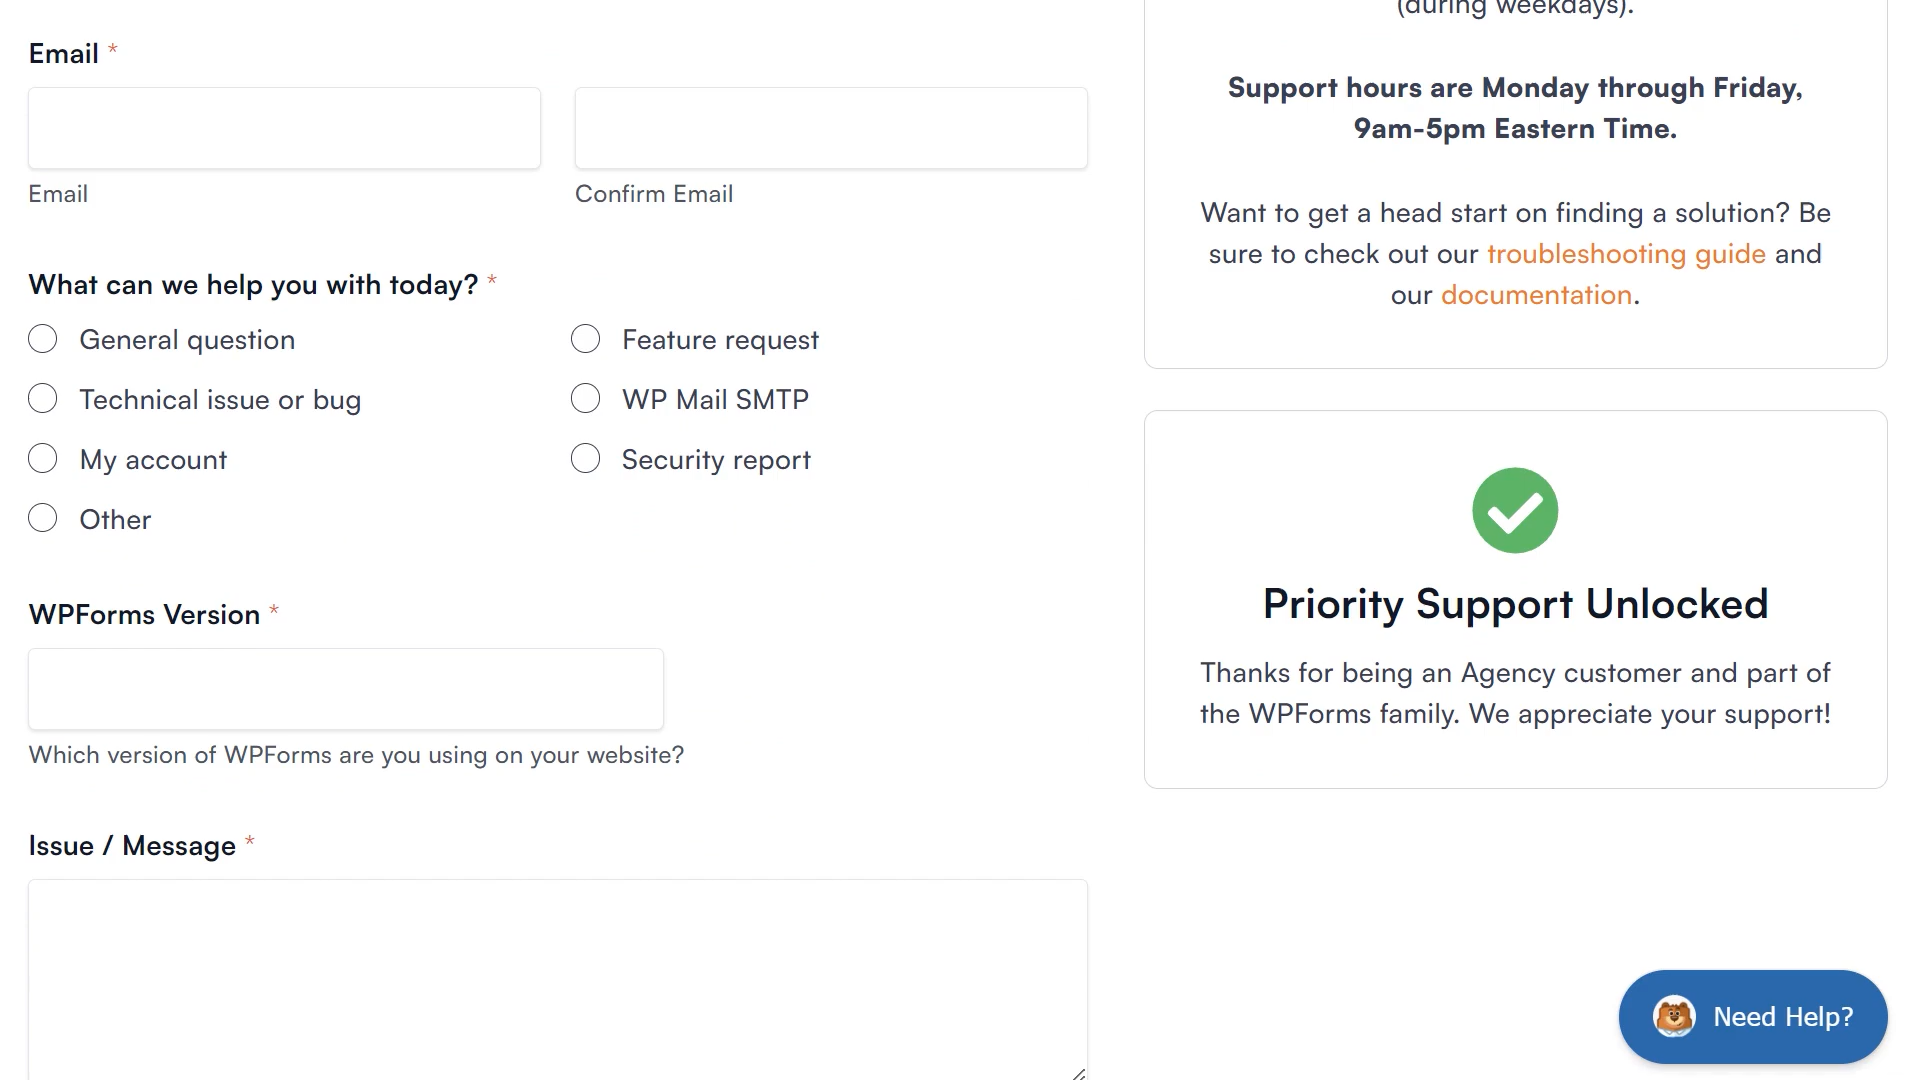 Email *
Email
Confirm Email
What can we help you with today? *
General question
Feature request
Technical issue or bug
WP Mail SMTP
My account
Security report
Other
WPForms Version *
Which version of WPForms are you using on your website?
Issue / Message *
(during weekdays).
Support hours are Monday through Friday,
9am-5pm Eastern Time.
Want to get a head start on finding a solution? Be
sure to check out our troubleshooting guide and
our documentation.
Priority Support Unlocked
Thanks for being an Agency customer and part of
the WPForms family. We appreciate your support!
Need Help?